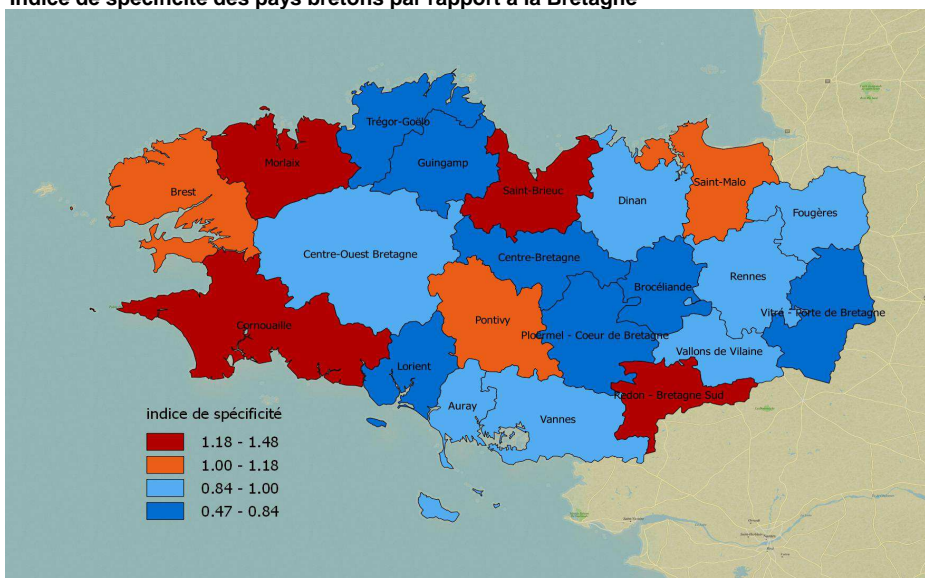 Indice de spécificité des pays bretons par rapport à la Bretagne
Trégor-Goëlo
Morlaix
Guingamp
Saint-Brieuc
Saint-Malo
Brest
Dinan
Fougères
Centre-Ouest Bretagne
Centre-Bretagne
Rennes
Brocéliande
Pontivy
Vitré - Porte de Bretagne
Cornouaille
Ploërmel - Coeur de Bretagne
Vallons de Vilaine
Lorient
Redon - Bretagne Sud
Auray
Vannes
indice de spécificité
1.18 - 1.48
1.00 - 1.18
0.84 - 1.00
0.47 - 0.84